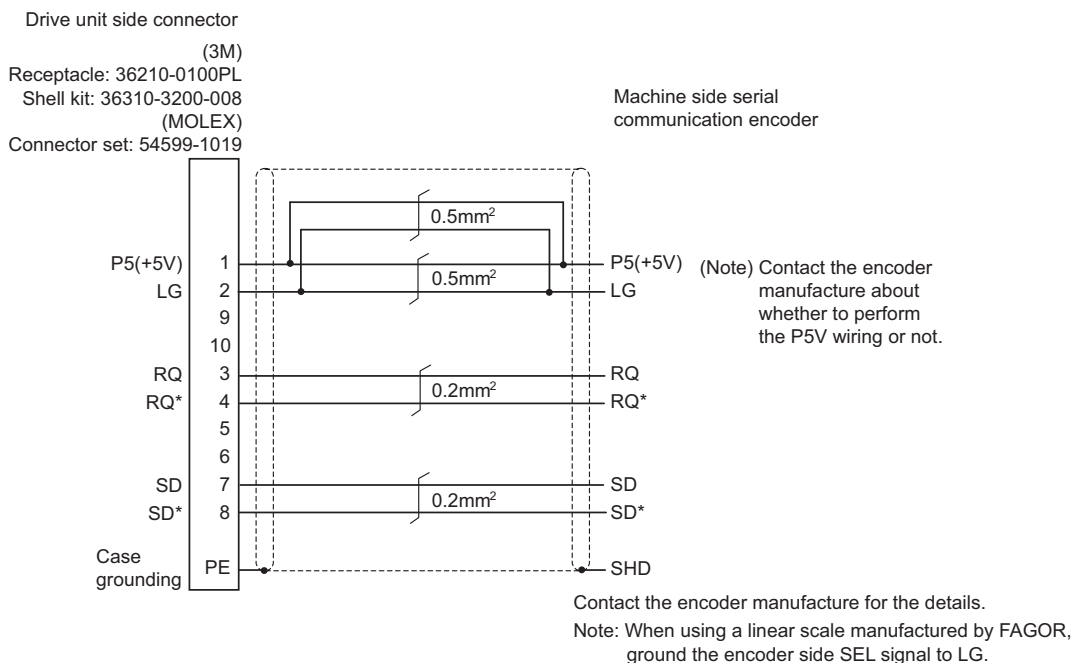 Drive unit side connector
(3M)
Receptacle: 36210-0100PL
Shell kit: 36310-3200-008
(MOLEX)
Connector set: 54599-1019
Machine side serial
communication encoder
0.5mm²
P5(+5V) 1 P5(+5V)
0.5mm²
LG 2 LG
(Note) Contact the encoder
manufacture about
whether to perform
the P5V wiring or not.
9
10
RQ 3 RQ
0.2mm²
RQ* 4 RQ*
5
6
SD 7 SD
0.2mm²
SD* 8 SD*
Case
grounding
PE SHD
Contact the encoder manufacture for the details.
Note: When using a linear scale manufactured by FAGOR,
ground the encoder side SEL signal to LG.